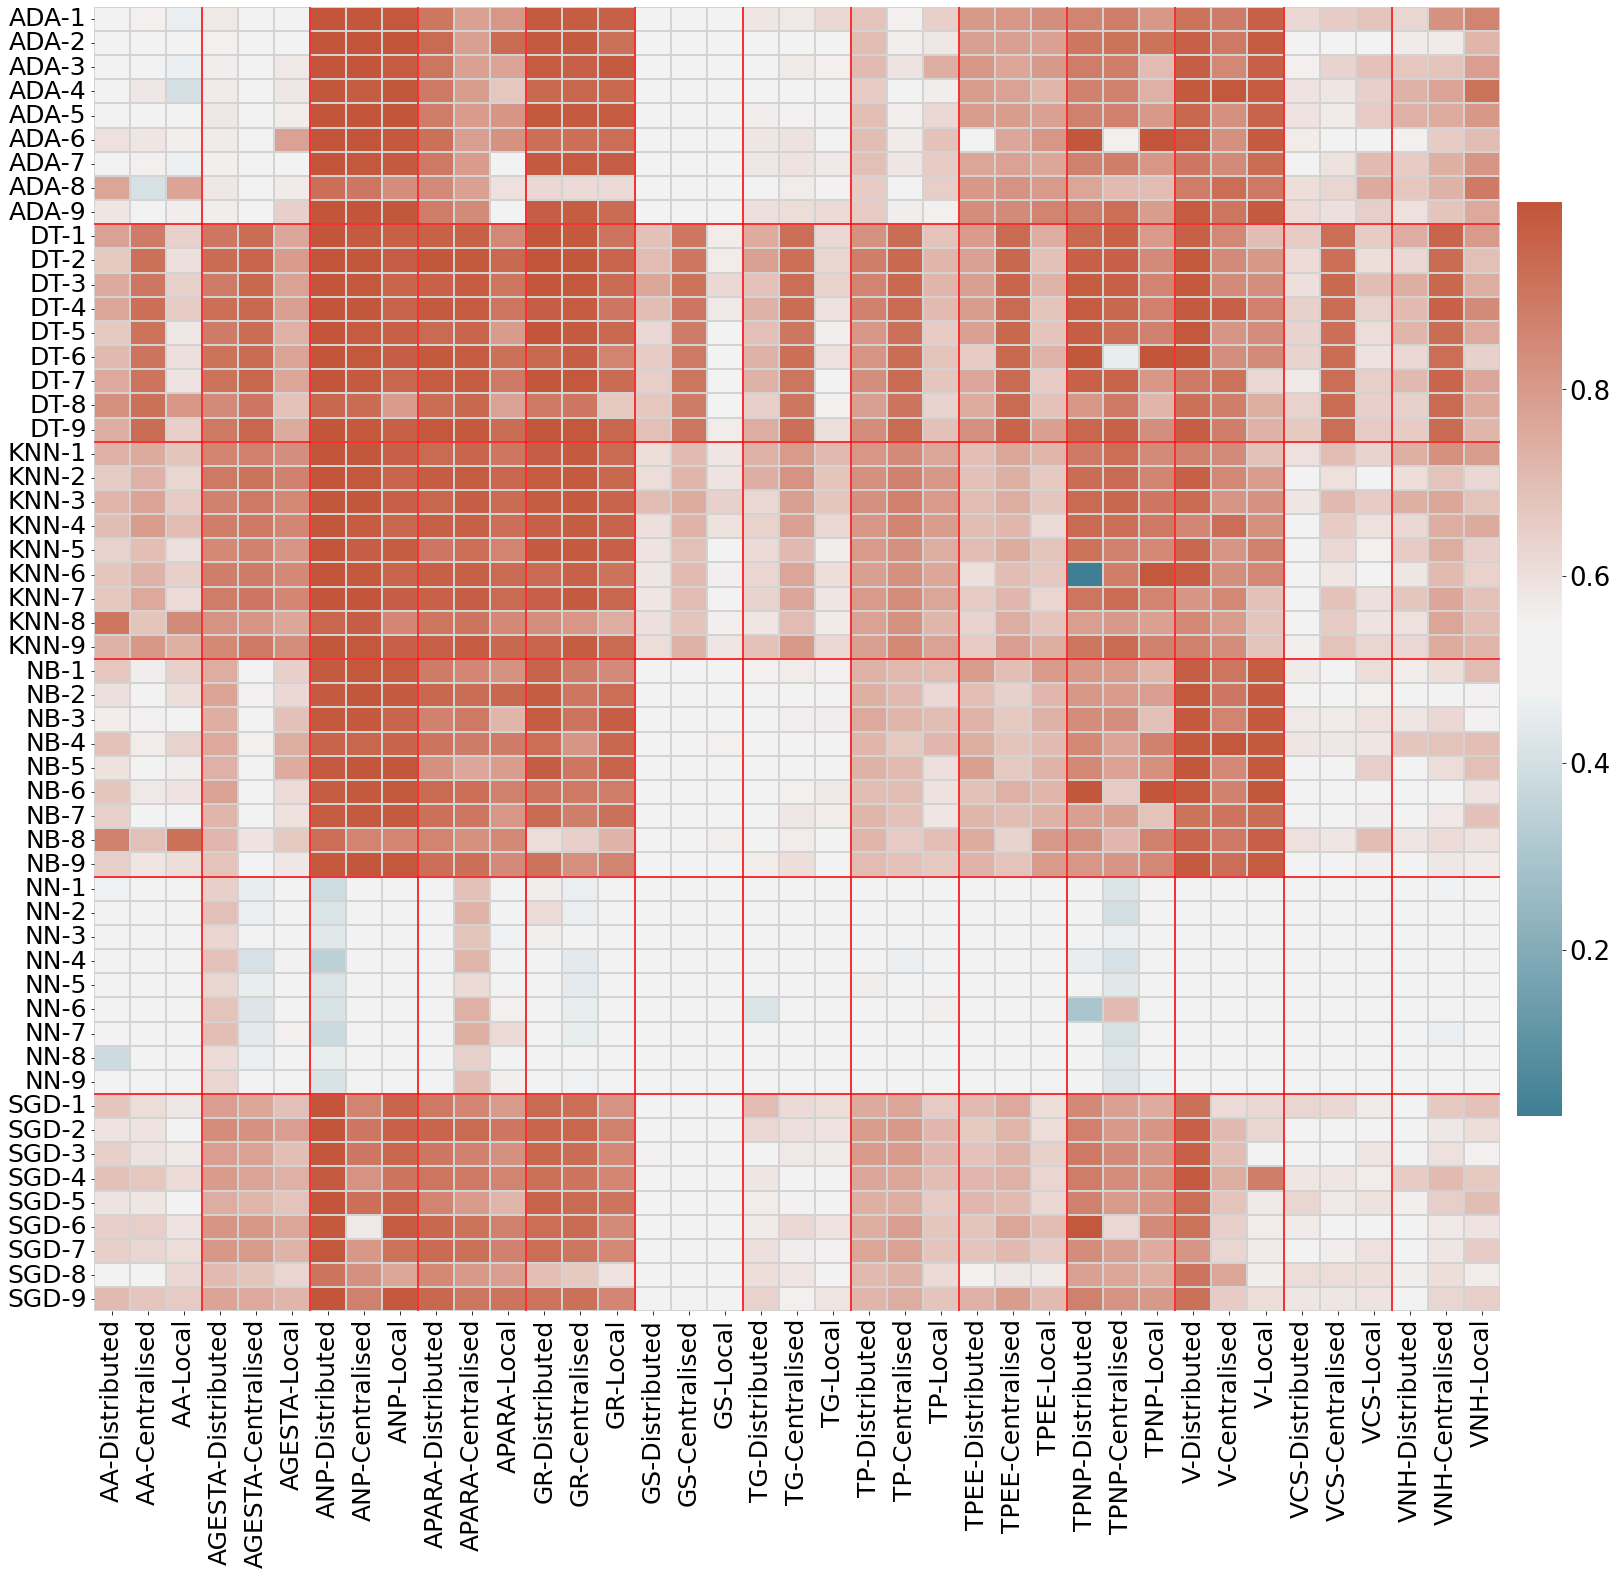 ADA-1
ADA-2
ADA-3
ADA-4
ADA-5
ADA-6
ADA-7
ADA-8
ADA-9
DT-1
DT-2
DT-3
DT-4
DT-5
DT-6
DT-7
DT-8
DT-9
KNN-1
KNN-2
KNN-3
KNN-4
KNN-5
KNN-6
KNN-7
KNN-8
KNN-9
NB-1
NB-2
NB-3
NB-4
NB-5
NB-6
NB-7
NB-8
NB-9
NN-1
NN-2
NN-3
NN-4
NN-5
NN-6
NN-7
NN-8
NN-9
SGD-1
SGD-2
SGD-3
SGD-4
SGD-5
SGD-6
SGD-7
SGD-8
SGD-9
AA-Distributed
AA-Centralised
AA-Local
AGESTA-Distributed
AGESTA-Centralised
AGESTA-Local
ANP-Distributed
ANP-Centralised
ANP-Local
APARA-Distributed
APARA-Centralised
APARA-Local
GR-Distributed
GR-Centralised
GR-Local
GS-Distributed
GS-Centralised
GS-Local
TG-Distributed
TG-Centralised
TG-Local
TP-Distributed
TP-Centralised
TP-Local
TPEE-Distributed
TPEE-Centralised
TPEE-Local
TPNP-Distributed
TPNP-Centralised
TPNP-Local
V-Distributed
V-Centralised
V-Local
VCS-Distributed
VCS-Centralised
VCS-Local
VNH-Distributed
VNH-Centralised
VNH-Local
0.8
0.6
0.4
0.2